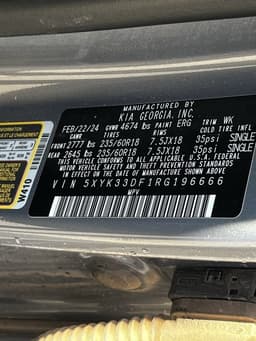 KIA GEORGIA, INC.
FEB/22/24 GVWR 4674 lbs PAINT ERG TRIM WK
TIRES RIMS COLD TIRE INF
FRONT 2777 lbs 235/60R18 7.5JX18 35psi SINGLE
REAR 2645 lbs 235/60R18 7.5JX18 35psi SINGLE
THIS VEHICLE CONFORMS TO ALL APPLICABLE U.S.A. FEDERAL
MOTOR VEHICLE SAFETY, BUMPER, AND THEFT PREVENTION
STANDARDS IN EFFECT ON THE DATE OF MANUFACTURE SHOWN ABOVE
VIN 5XYK33DF1RG196666
MPV
W410